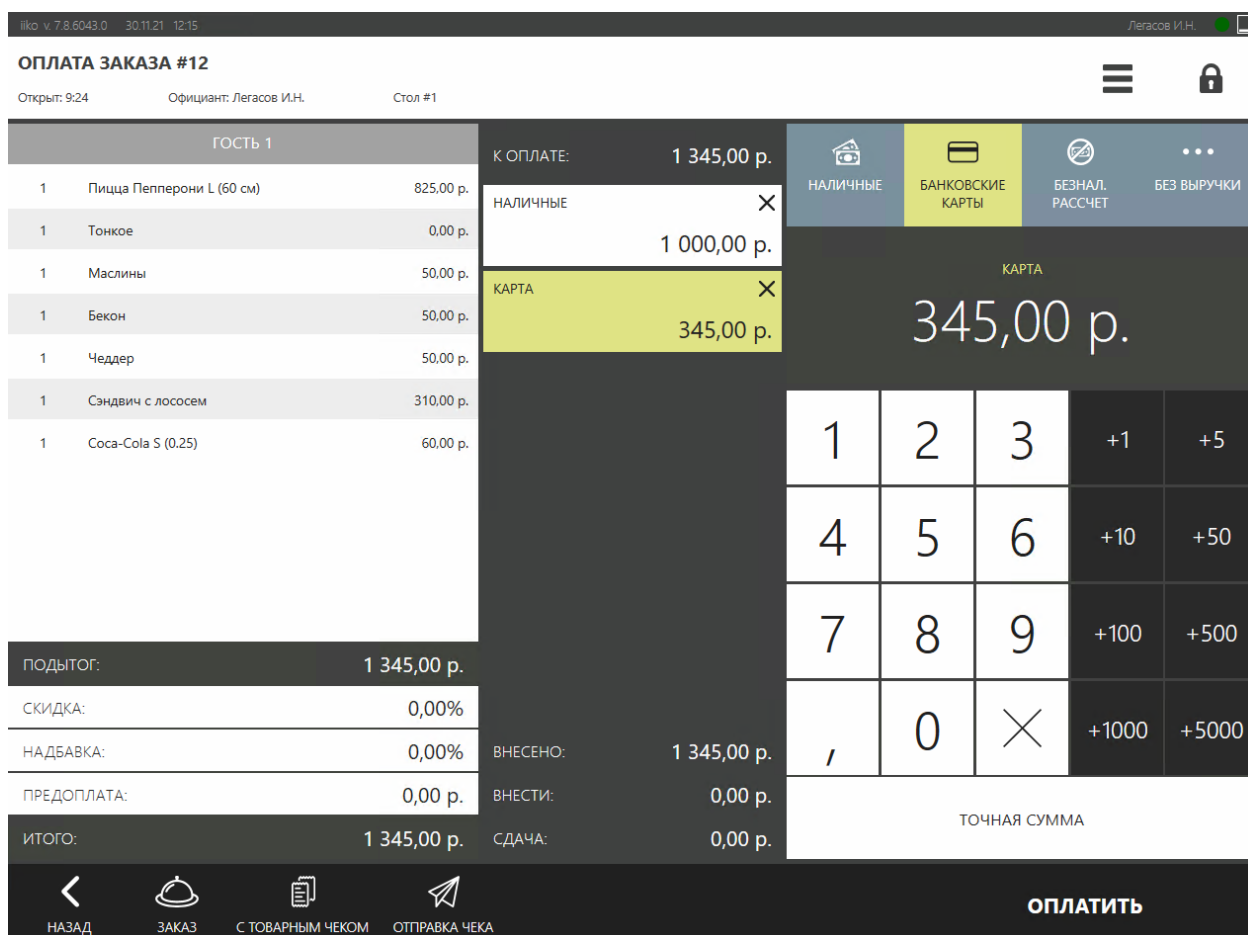 iiko v. 7.8.6043.0 30.11.21 12:15 Легасов И.Н.
ОПЛАТА ЗАКАЗА #12
Открыт: 9:24 Официант: Легасов И.Н. Стол #1
ГОСТЬ 1
1 Пицца Пепперони L (60 см) 825,00 р.
1 Тонкое 0,00 р.
1 Маслины 50,00 р.
1 Бекон 50,00 р.
1 Чеддер 50,00 р.
1 Сэндвич с лососем 310,00 р.
1 Coca-Cola S (0.25) 60,00 р.
ПОДЫТОГ: 1 345,00 р.
СКИДКА: 0,00%
НАДБАВКА: 0,00%
ПРЕДОПЛАТА: 0,00 р.
ИТОГО: 1 345,00 р.
К ОПЛАТЕ: 1 345,00 р.
НАЛИЧНЫЕ
1 000,00 р.
КАРТА
345,00 р.
ВНЕСЕНО: 1 345,00 р.
ВНЕСТИ: 0,00 р.
СДАЧА: 0,00 р.
НАЛИЧНЫЕ
БАНКОВСКИЕ
КАРТЫ
БЕЗНАЛ.
РАССЧЕТ
БЕЗ ВЫРУЧКИ
КАРТА
345,00 р.
1 2 3 +1 +5
4 5 6 +10 +50
7 8 9 +100 +500
, 0 +1000 +5000
ТОЧНАЯ СУММА
НАЗАД ЗАКАЗ С ТОВАРНЫМ ЧЕКОМ ОТПРАВКА ЧЕКА
ОПЛАТИТЬ